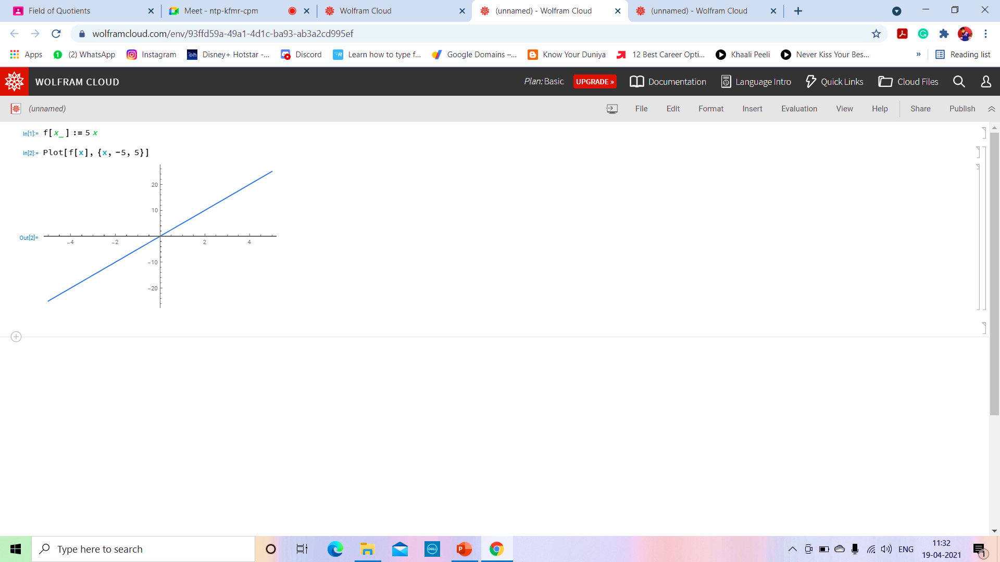 Field of Quotients
Meet - ntp-kfmr-cpm
Wolfram Cloud
(unnamed) - Wolfram Cloud
(unnamed) - Wolfram Cloud
wolframcloud.com/env/93ffd59a-49a1-4d1c-ba93-ab3a2cd995ef
Apps
(2) WhatsApp
Instagram
Disney+ Hotstar -...
Discord
Learn how to type f...
Google Domains –...
Know Your Duniya
12 Best Career Opti...
Khaali Peeli
Never Kiss Your Bes...
»
Reading list
WOLFRAM CLOUD
Plan: Basic
UPGRADE »
Documentation
Language Intro
Quick Links
Cloud Files
(unnamed)
File
Edit
Format
Insert
Evaluation
View
Help
Share
Publish
In[1]:= f[x_] := 5 x
In[2]:= Plot[f[x], {x, -5, 5}]
20
10
Out[2]=
-4
-2
2
4
-10
-20
Type here to search
DELL
P
ENG
11:32
19-04-2021
1